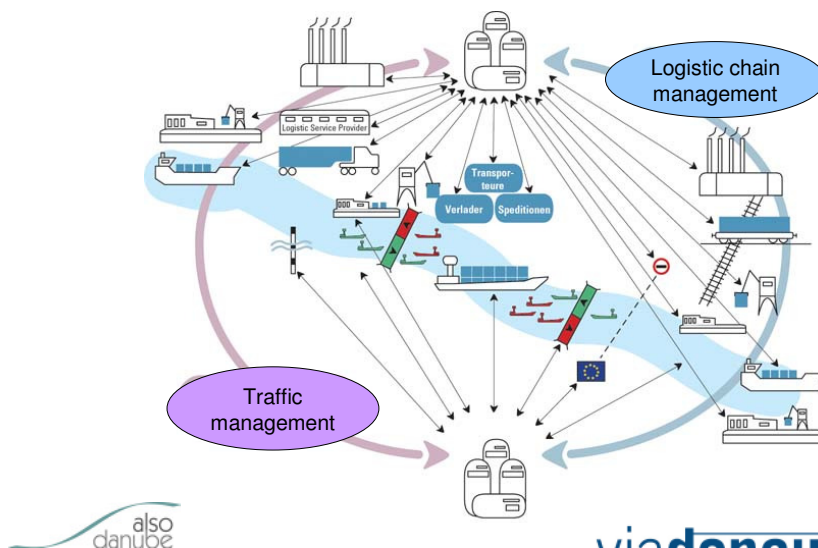 Logistic chain
management
Logistic Service Provider
Transpor-
teure
Verlader
Speditionen
Traffic
management
also
danube
viadonau